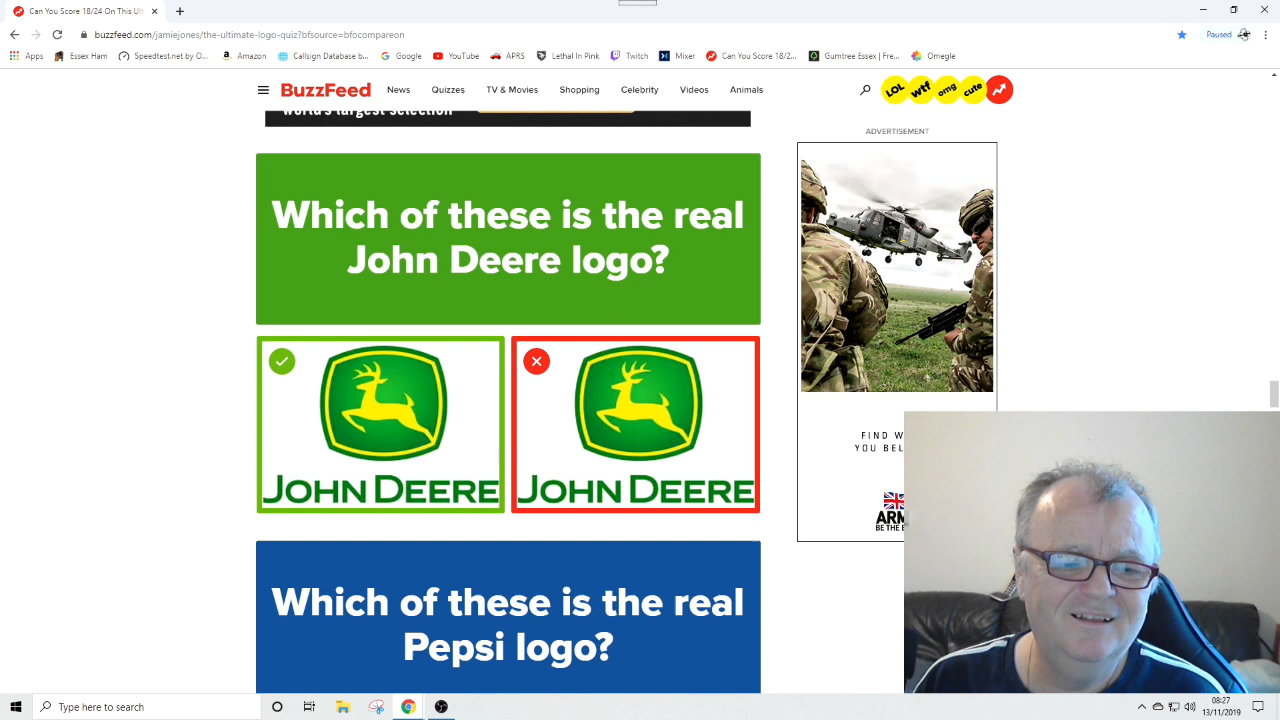 Can You Score 18/24 On This Ul
buzzfeed.com/jamiejones/the-ultimate-logo-quiz?bfsource=bfocompareon
Paused
Apps
Essex Ham
Speedtest.net by O...
Amazon
Callsign Database b...
Geon
YouTube
APRS
Lethal In Pink
Twitch
Mixer
Can You Score 18/2...
Gumtree Essex | Fre...
Omegle
BuzzFeed
News
Quizzes
TV & Movies
Shopping
Celebrity
Videos
Animals
LOL
wtf
omg
cute
world's largest selection
ADVERTISEMENT
Which of these is the real
John Deere logo?
JOHN DEERE
JOHN DEERE
FIND W
YOU BEL
ARM
BE THE B
Which of these is the real
Pepsi logo?
Type here to search
08:27
13/11/2019